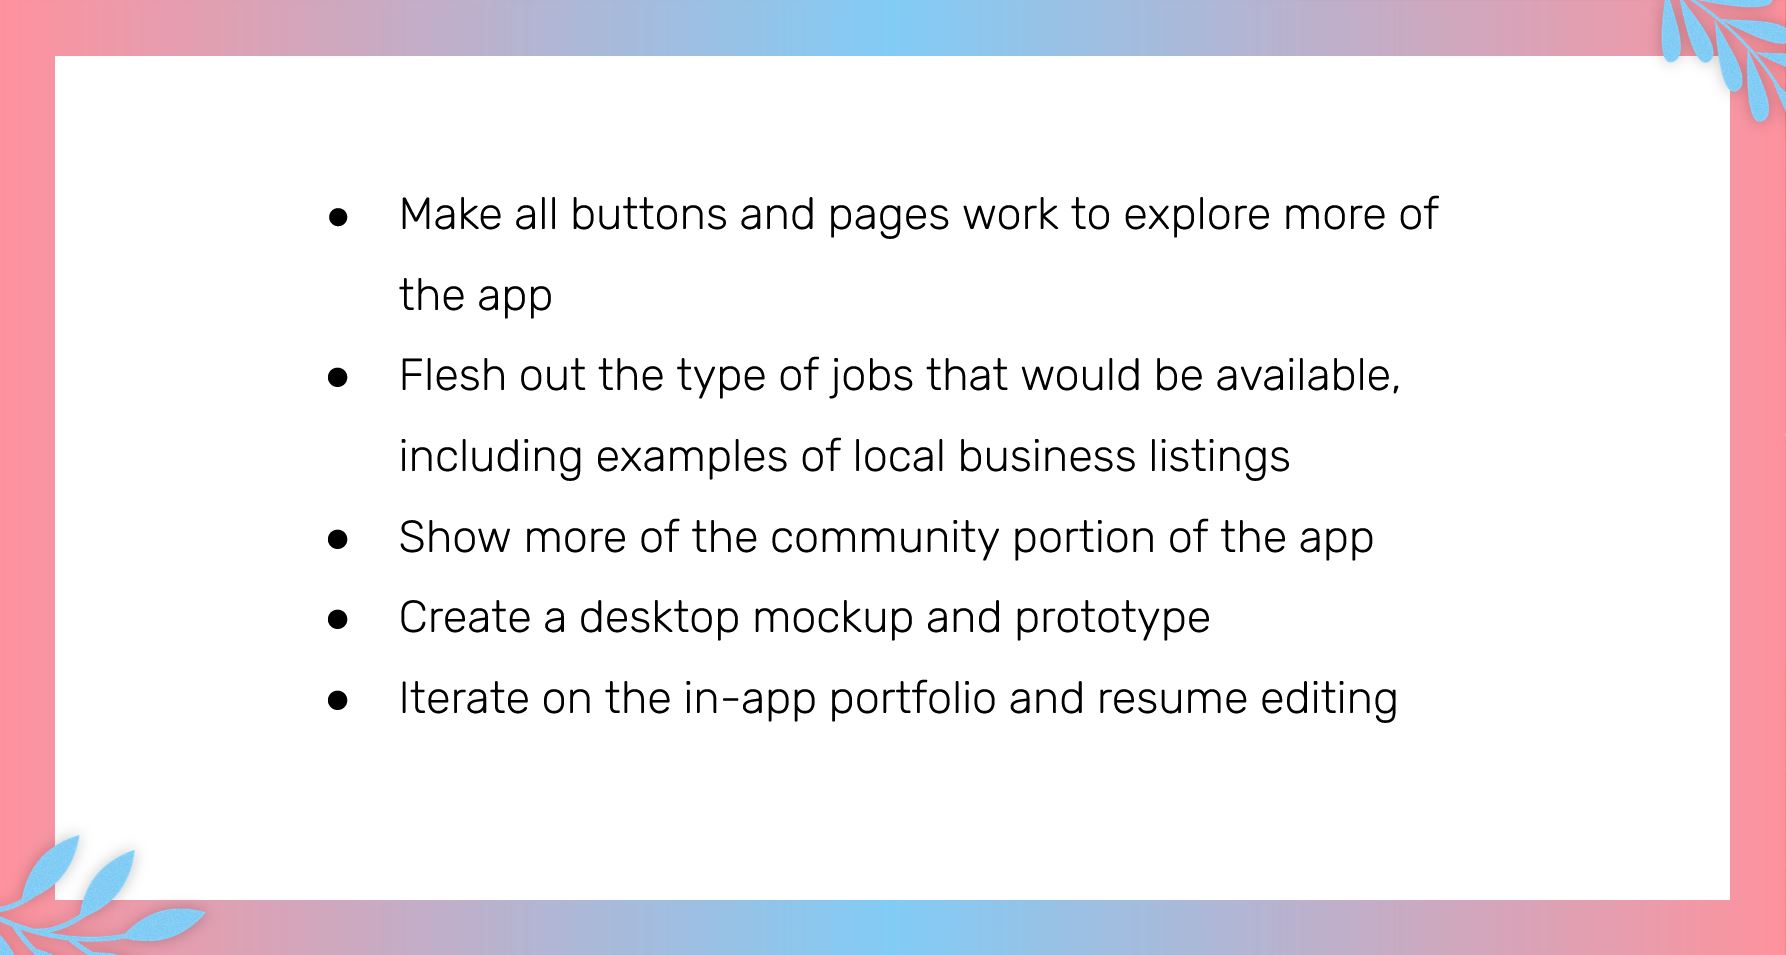 ● Make all buttons and pages work to explore more of
the app
● Flesh out the type of jobs that would be available,
including examples of local business listings
● Show more of the community portion of the app
● Create a desktop mockup and prototype
● Iterate on the in-app portfolio and resume editing